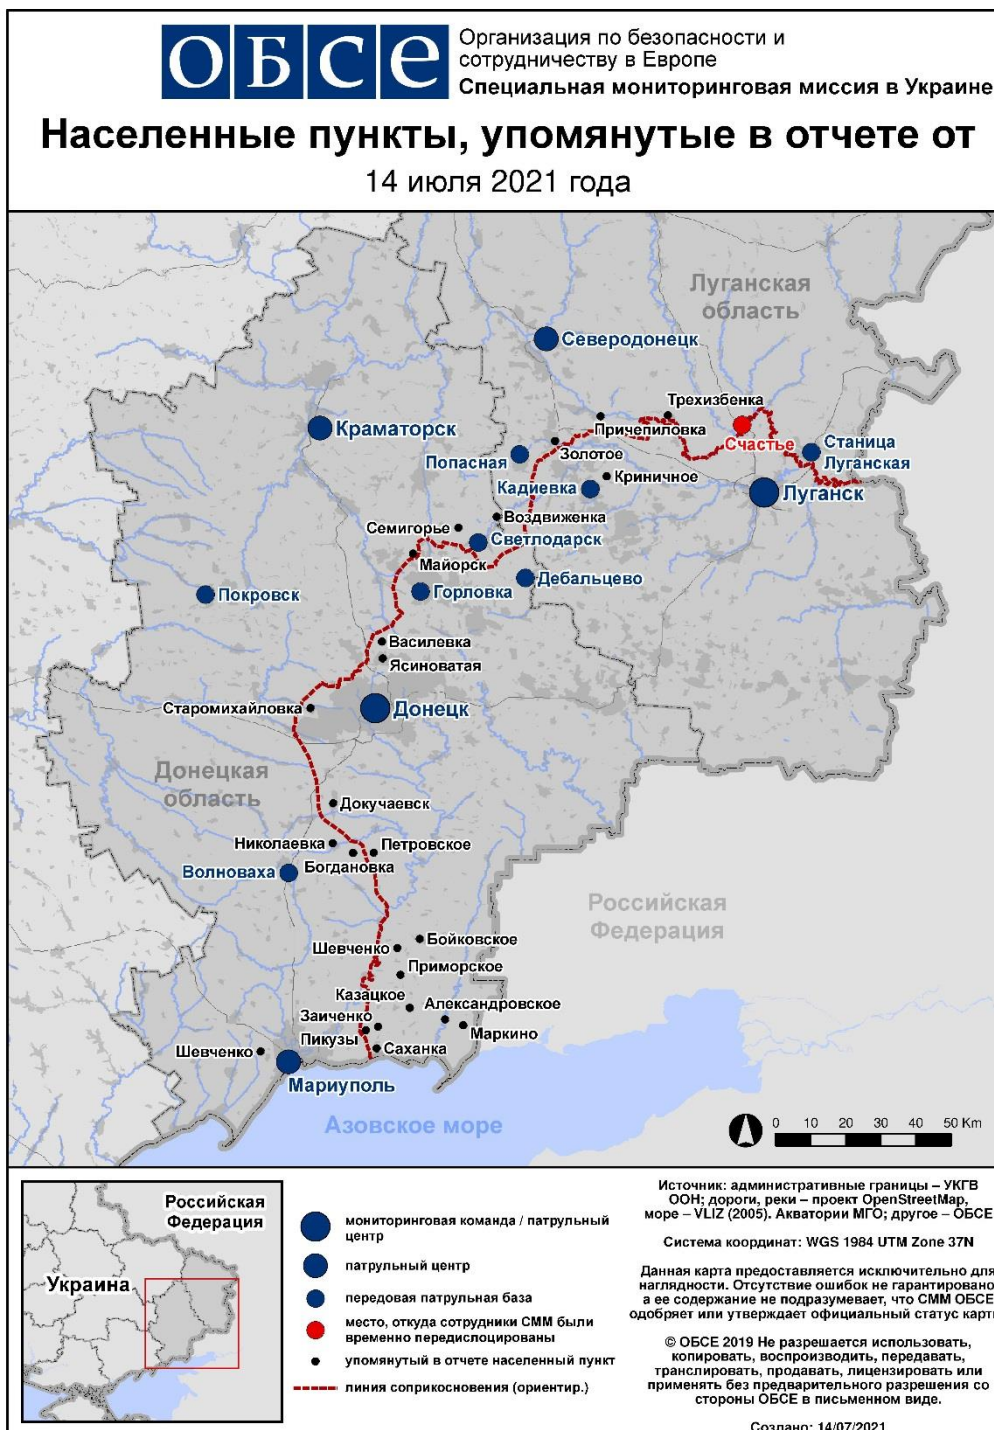 ОБСЕ
Организация по безопасности и
сотрудничеству в Европе
Специальная мониторинговая миссия в Украине
Населенные пункты, упомянутые в отчете от
14 июля 2021 года
Луганская
область
Северодонецк
Трехизбенка
Краматорск
Причепиловка
Счастье
Станица
Луганская
Попасная
Золотое
Кадиевка
Криничное
Луганск
Семигорье
Воздвиженка
Светлодарск
Майорск
Дебальцево
Покровск
Горловка
Василевка
Ясиноватая
Старомихайловка
Донецк
Донецкая
область
Докучаевск
Николаевка
Петровское
Богдановка
Волноваха
Российская
Федерация
Бойковское
Шевченко
Приморское
Казацкое
Александровское
Заиченко
Маркино
Пикузы
Саханка
Шевченко
Мариуполь
Азовское море
0 10 20 30 40 50 Km
Российская
Федерация
Украина
мониторинговая команда / патрульный
центр
патрульный центр
передовая патрульная база
место, откуда сотрудники СММ были
временно передислоцированы
упомянутый в отчете населенный пункт
линия соприкосновения (ориентир.)
Источник: административные границы – УКГВ
ООН; дороги, реки – проект OpenStreetMap,
море – VLIZ (2005). Акватории МГО; другое – ОБСЕ
Система координат: WGS 1984 UTM Zone 37N
Данная карта предоставляется исключительно для
наглядности. Отсутствие ошибок не гарантировано
а ее содержание не подразумевает, что СММ ОБСЕ
одобряет или утверждает официальный статус карт
© ОБСЕ 2019 Не разрешается использовать,
копировать, воспроизводить, передавать,
транслировать, продавать, лицензировать или
применять без предварительного разрешения со
стороны ОБСЕ в письменном виде.
Создано: 14/07/2021